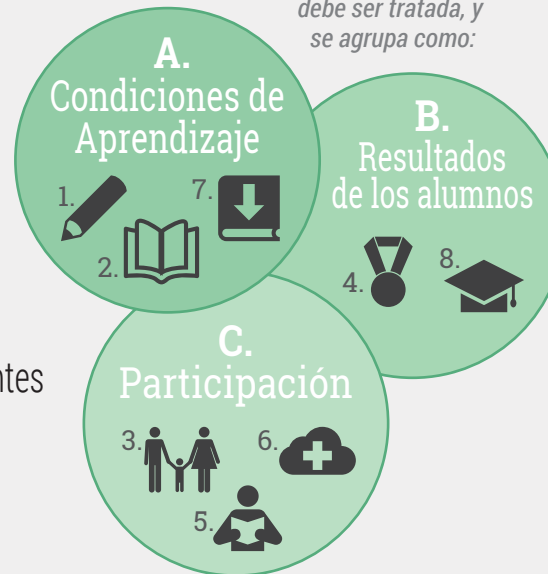 debe ser tratada, y
se agrupa como:
A.
Condiciones de
Aprendizaje
1.
7.
2.
B.
Resultados
de los alumnos
4.
8.
C.
Participación
3.
6.
5.
ntes